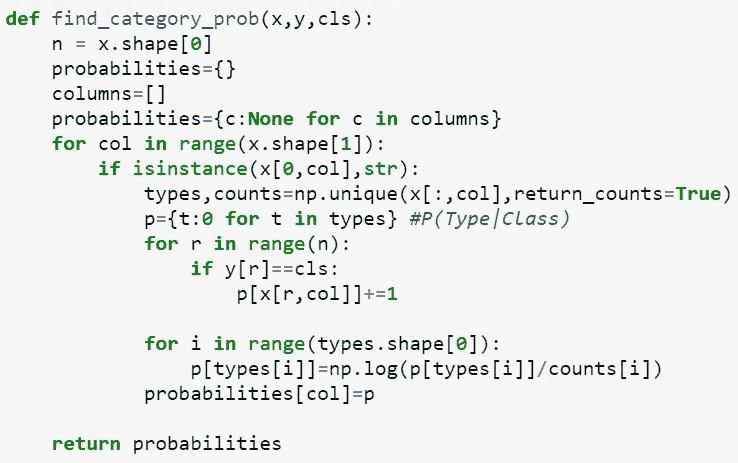 def find_category_prob(x,y,cls):
    n = x.shape[0]
    probabilities={}
    columns=[]
    probabilities={c:None for c in columns}
    for col in range(x.shape[1]):
        if isinstance(x[0,col],str):
            types,counts=np.unique(x[:,col],return_counts=True)
            p={t:0 for t in types} #P(Type|Class)
            for r in range(n):
                if y[r]==cls:
                    p[x[r,col]]+=1

            for i in range(types.shape[0]):
                p[types[i]]=np.log(p[types[i]]/counts[i])
            probabilities[col]=p

    return probabilities